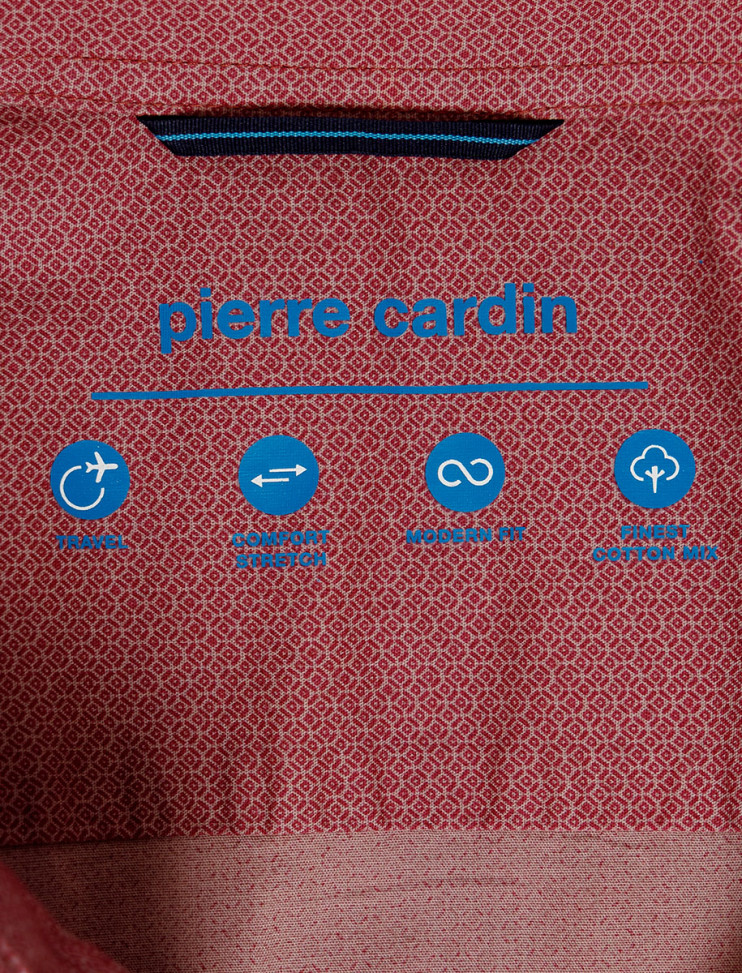 pierre cardin
TRAVEL
COMFORT
STRETCH
MODERN FIT
FINEST
COTTON MIX